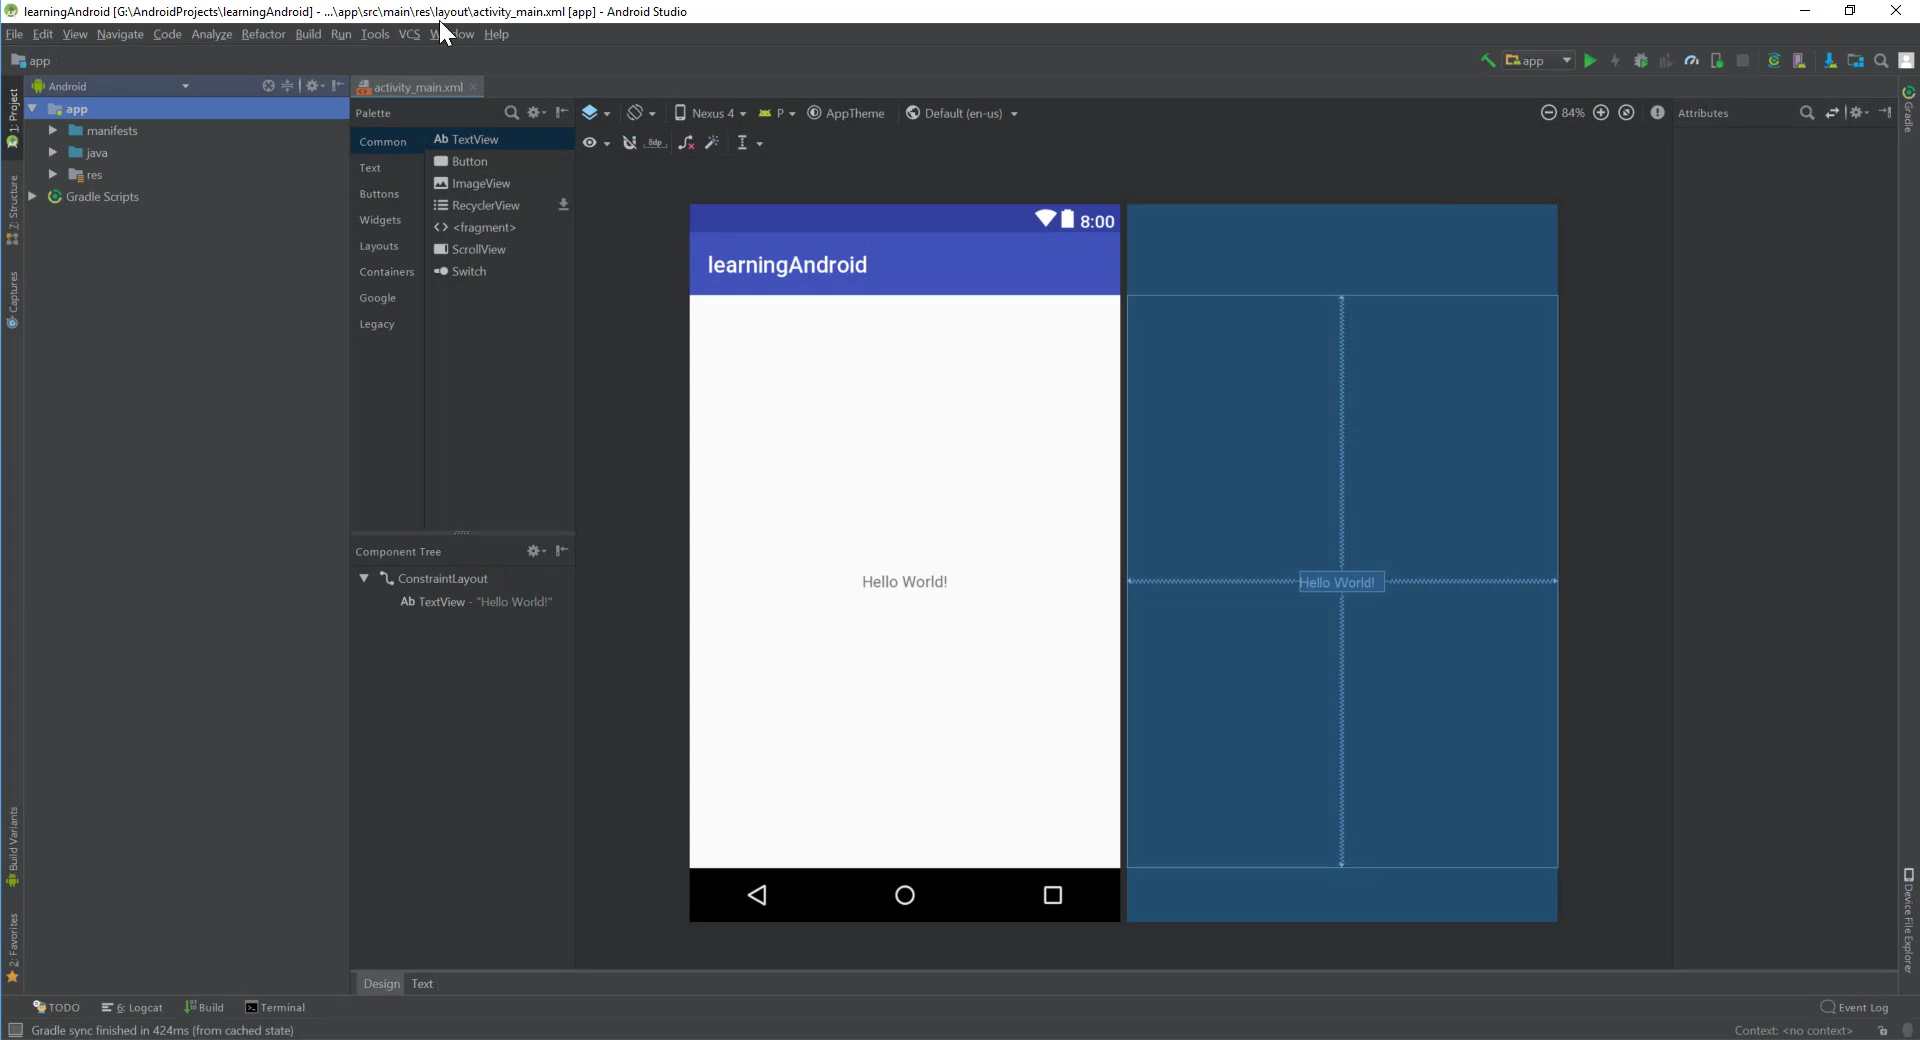 learningAndroid [G:\AndroidProjects\learningAndroid] - ...\app\src\main\res\layout\activity_main.xml [app] - Android Studio
File Edit View Navigate Code Analyze Refactor Build Run Tools VCS Help
app
app
Android
activity_main.xml
1: Project
app
manifests
java
res
Gradle Scripts
7: Structure
Captures
Build Variants
2: Favorites
Palette
Common
Text
Buttons
Widgets
Layouts
Containers
Google
Legacy
Ab TextView
Button
ImageView
RecyclerView
<fragment>
ScrollView
Switch
Nexus 4
P
AppTheme
Default (en-us)
84%
8dp
Attributes
Gradle
8:00
learningAndroid
Hello World!
Hello World!
Component Tree
ConstraintLayout
Ab TextView - "Hello World!"
Device File Explorer
Design Text
TODO
6: Logcat
Build
Terminal
Event Log
Gradle sync finished in 424ms (from cached state)
Context: <no context>